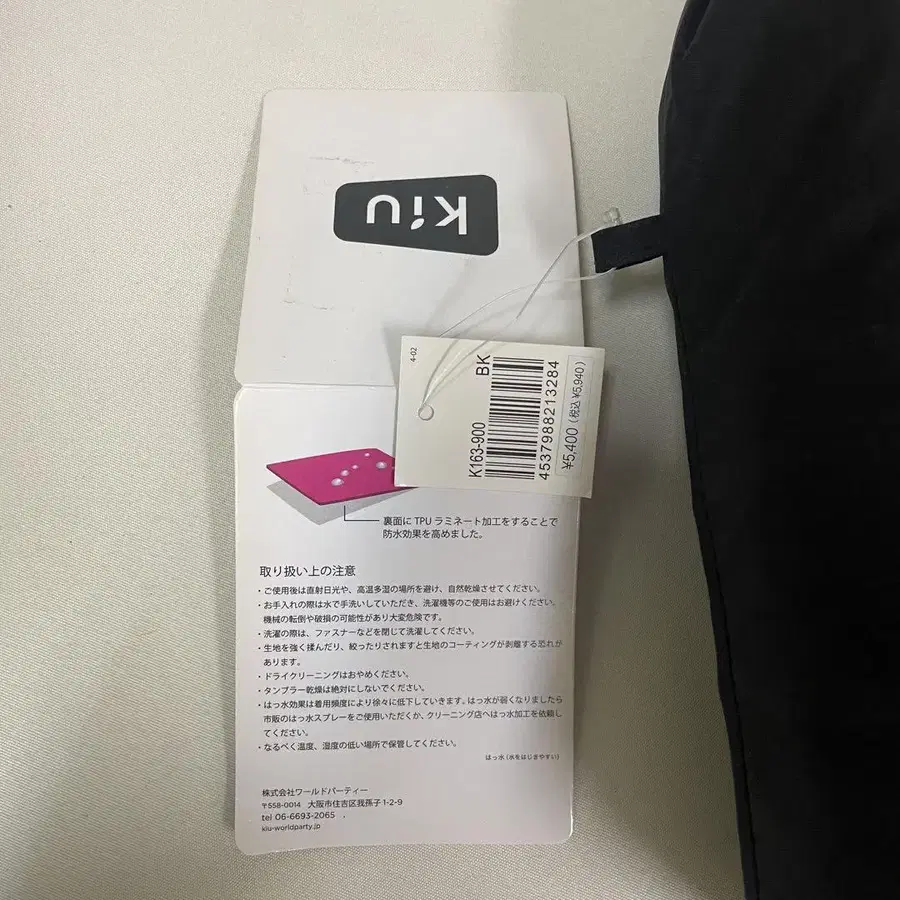 KiU
4-02
K163-900
BK
4537988213284
¥5,400（税込 ¥5,940）
裏面に TPU ラミネート加工をすることで
防水効果を高めました。
取り扱い上の注意
・ご使用後は直射日光や、高温多湿の場所を避け、自然乾燥させてください。
・お手入れの際は水で手洗いしていただき、洗濯機等のご使用はお避けください。
機械の転倒や破損の可能性があり大変危険です。
・洗濯の際は、ファスナーなどを閉じて洗濯してください。
・生地を強く揉んだり、絞ったりされますと生地のコーティングが剥離する恐れが
あります。
・ドライクリーニングはおやめください。
・タンブラー乾燥は絶対にしないでください。
・はっ水効果は着用頻度により徐々に低下していきます。はっ水が弱くなりましたら
市販のはっ水スプレーをご使用いただくか、クリーニング店へはっ水加工を依頼し
てください。
・なるべく温度、湿度の低い場所で保管してください。
はっ水（水をはじきやすい）
株式会社ワールドパーティー
〒558-0014 大阪市住吉区我孫子1-2-9
tel 06-6693-2065
kiu-worldparty.jp